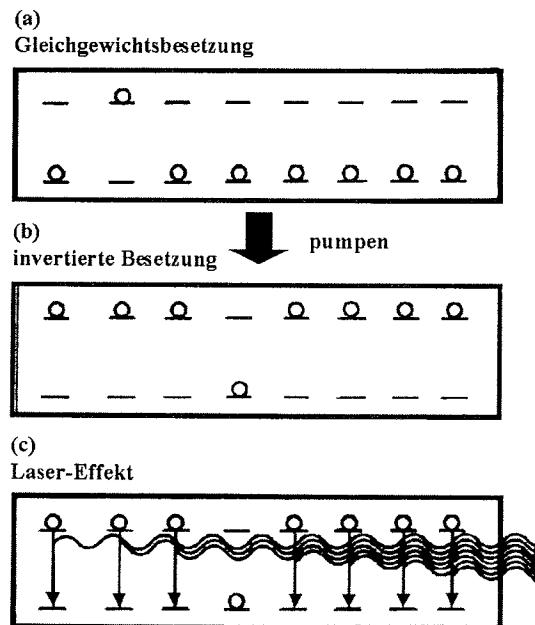 (a)
Gleichgewichtsbesetzung
pumpen
(b)
invertierte Besetzung
(c)
Laser-Effekt